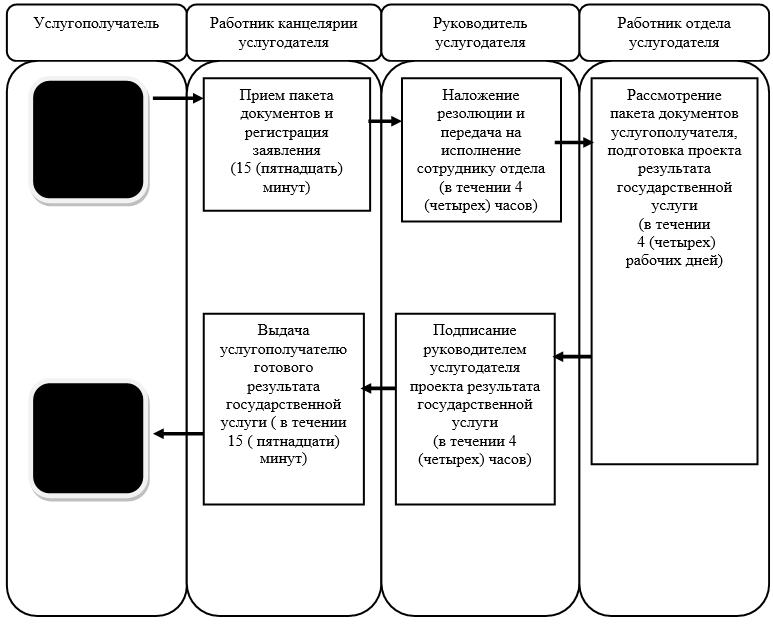 Услугополучатель
Работник канцелярии
услугодателя
Руководитель
услугодателя
Работник отдела
услугодателя
Прием пакета
документов и
регистрация
заявления
(15 (пятнадцать)
минут)
Наложение
резолюции и
передача на
исполнение
сотруднику отдела
(в течении 4
(четырех) часов)
Рассмотрение
пакета документов
услугополучателя,
подготовка проекта
результата
государственной
услуги
(в течении
4 (четырех)
рабочих дней)
Подписание
руководителем
услугодателя
проекта результата
государственной
услуги
(в течении 4
(четырех) часов)
Выдача
услугополучателю
готового
результата
государственной
услуги ( в течении
15 ( пятнадцати)
минут)